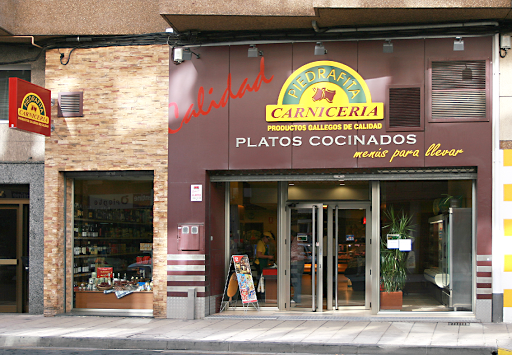 PIEDRAFITA
CARNICERIA
Calidad
PIEDRAFITA
CARNICERIA
PRODUCTOS GALLEGOS DE CALIDAD
PLATOS COCINADOS
menús para llevar